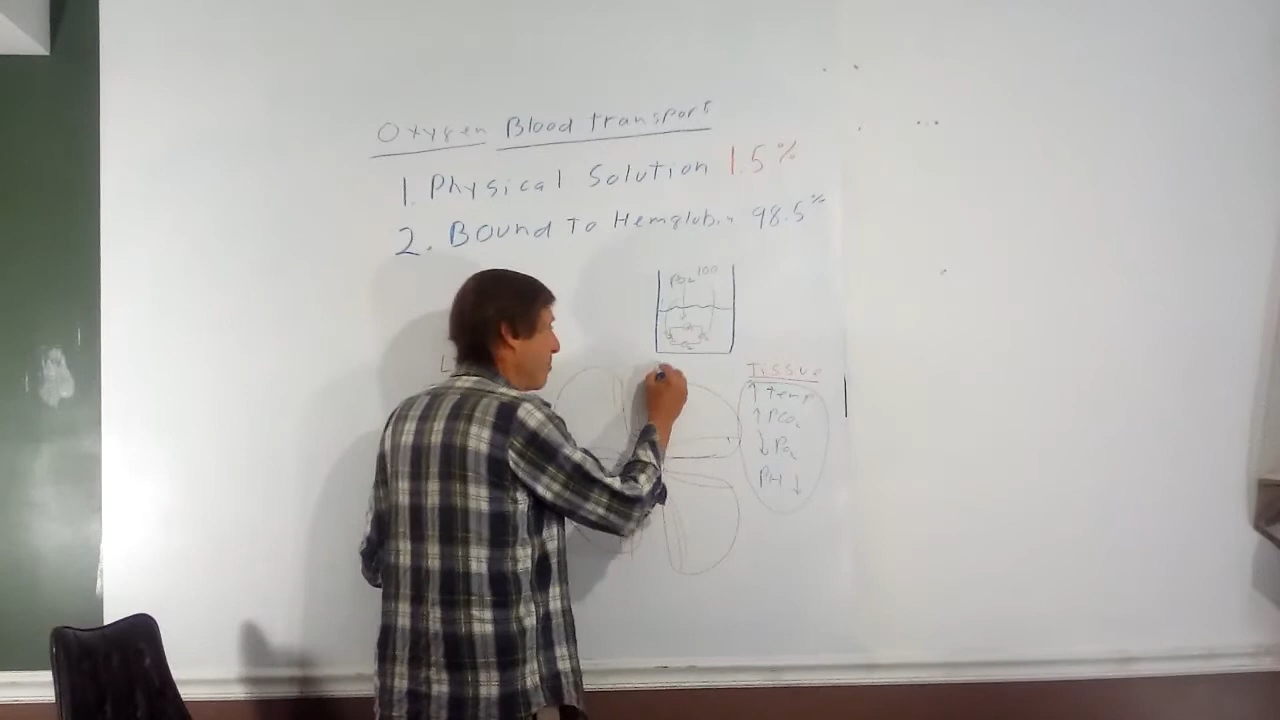 Oxygen Blood transport
1. Physical Solution 1.5%
2. Bound To Hemglobin 98.5%
PO₂ 100
L
Tissue
↑ temp
↑ PCO₂
↓ PO₂
PH ↓